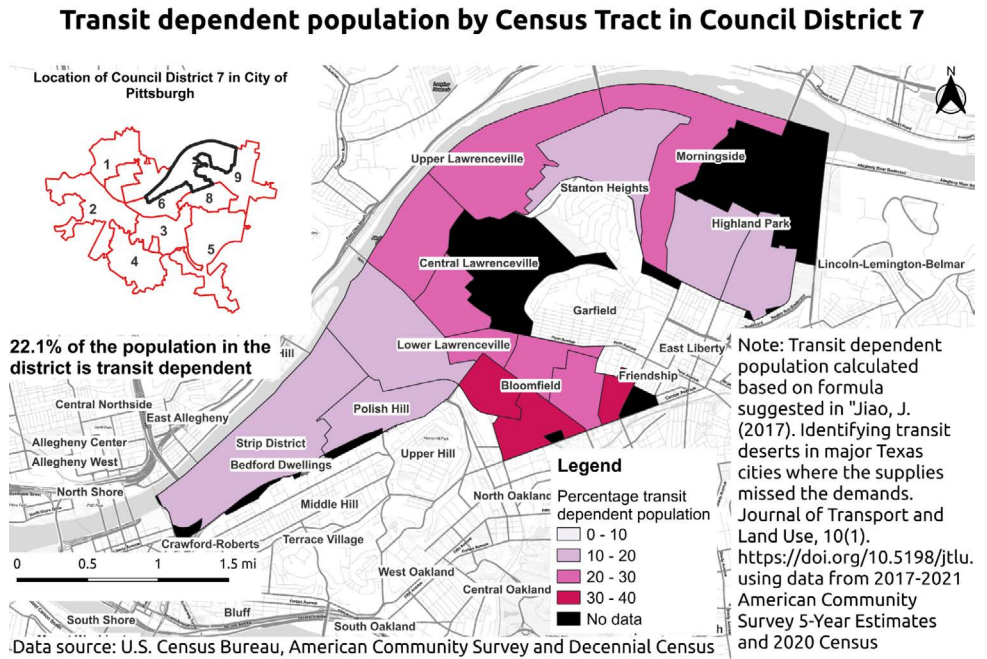 Transit dependent population by Census Tract in Council District 7
Location of Council District 7 in City of
Pittsburgh
1
2
3
4
5
6
8
9
N
22.1% of the population in the
district is transit dependent
Upper Lawrenceville
Morningside
Stanton Heights
Highland Park
Central Lawrenceville
Lincoln-Lemington-Belmar
Garfield
Lower Lawrenceville
East Liberty
Friendship
Bloomfield
Hill
Central Northside
East Allegheny
Polish Hill
Allegheny Center
Strip District
Upper Hill
Allegheny West
Bedford Dwellings
North Shore
Middle Hill
North Oakland
Crawford-Roberts
Terrace Village
West Oakland
Central Oakland
Bluff
South Shore
South Oakland
0 0.5 1 1.5 mi
Legend
Percentage transit
dependent population
0 - 10
10 - 20
20 - 30
30 - 40
No data
Note: Transit dependent
population calculated
based on formula
suggested in "Jiao, J.
(2017). Identifying transit
deserts in major Texas
cities where the supplies
missed the demands.
Journal of Transport and
Land Use, 10(1).
https://doi.org/10.5198/jtlu.
using data from 2017-2021
American Community
Survey 5-Year Estimates
and 2020 Census
Data source: U.S. Census Bureau, American Community Survey and Decennial Census